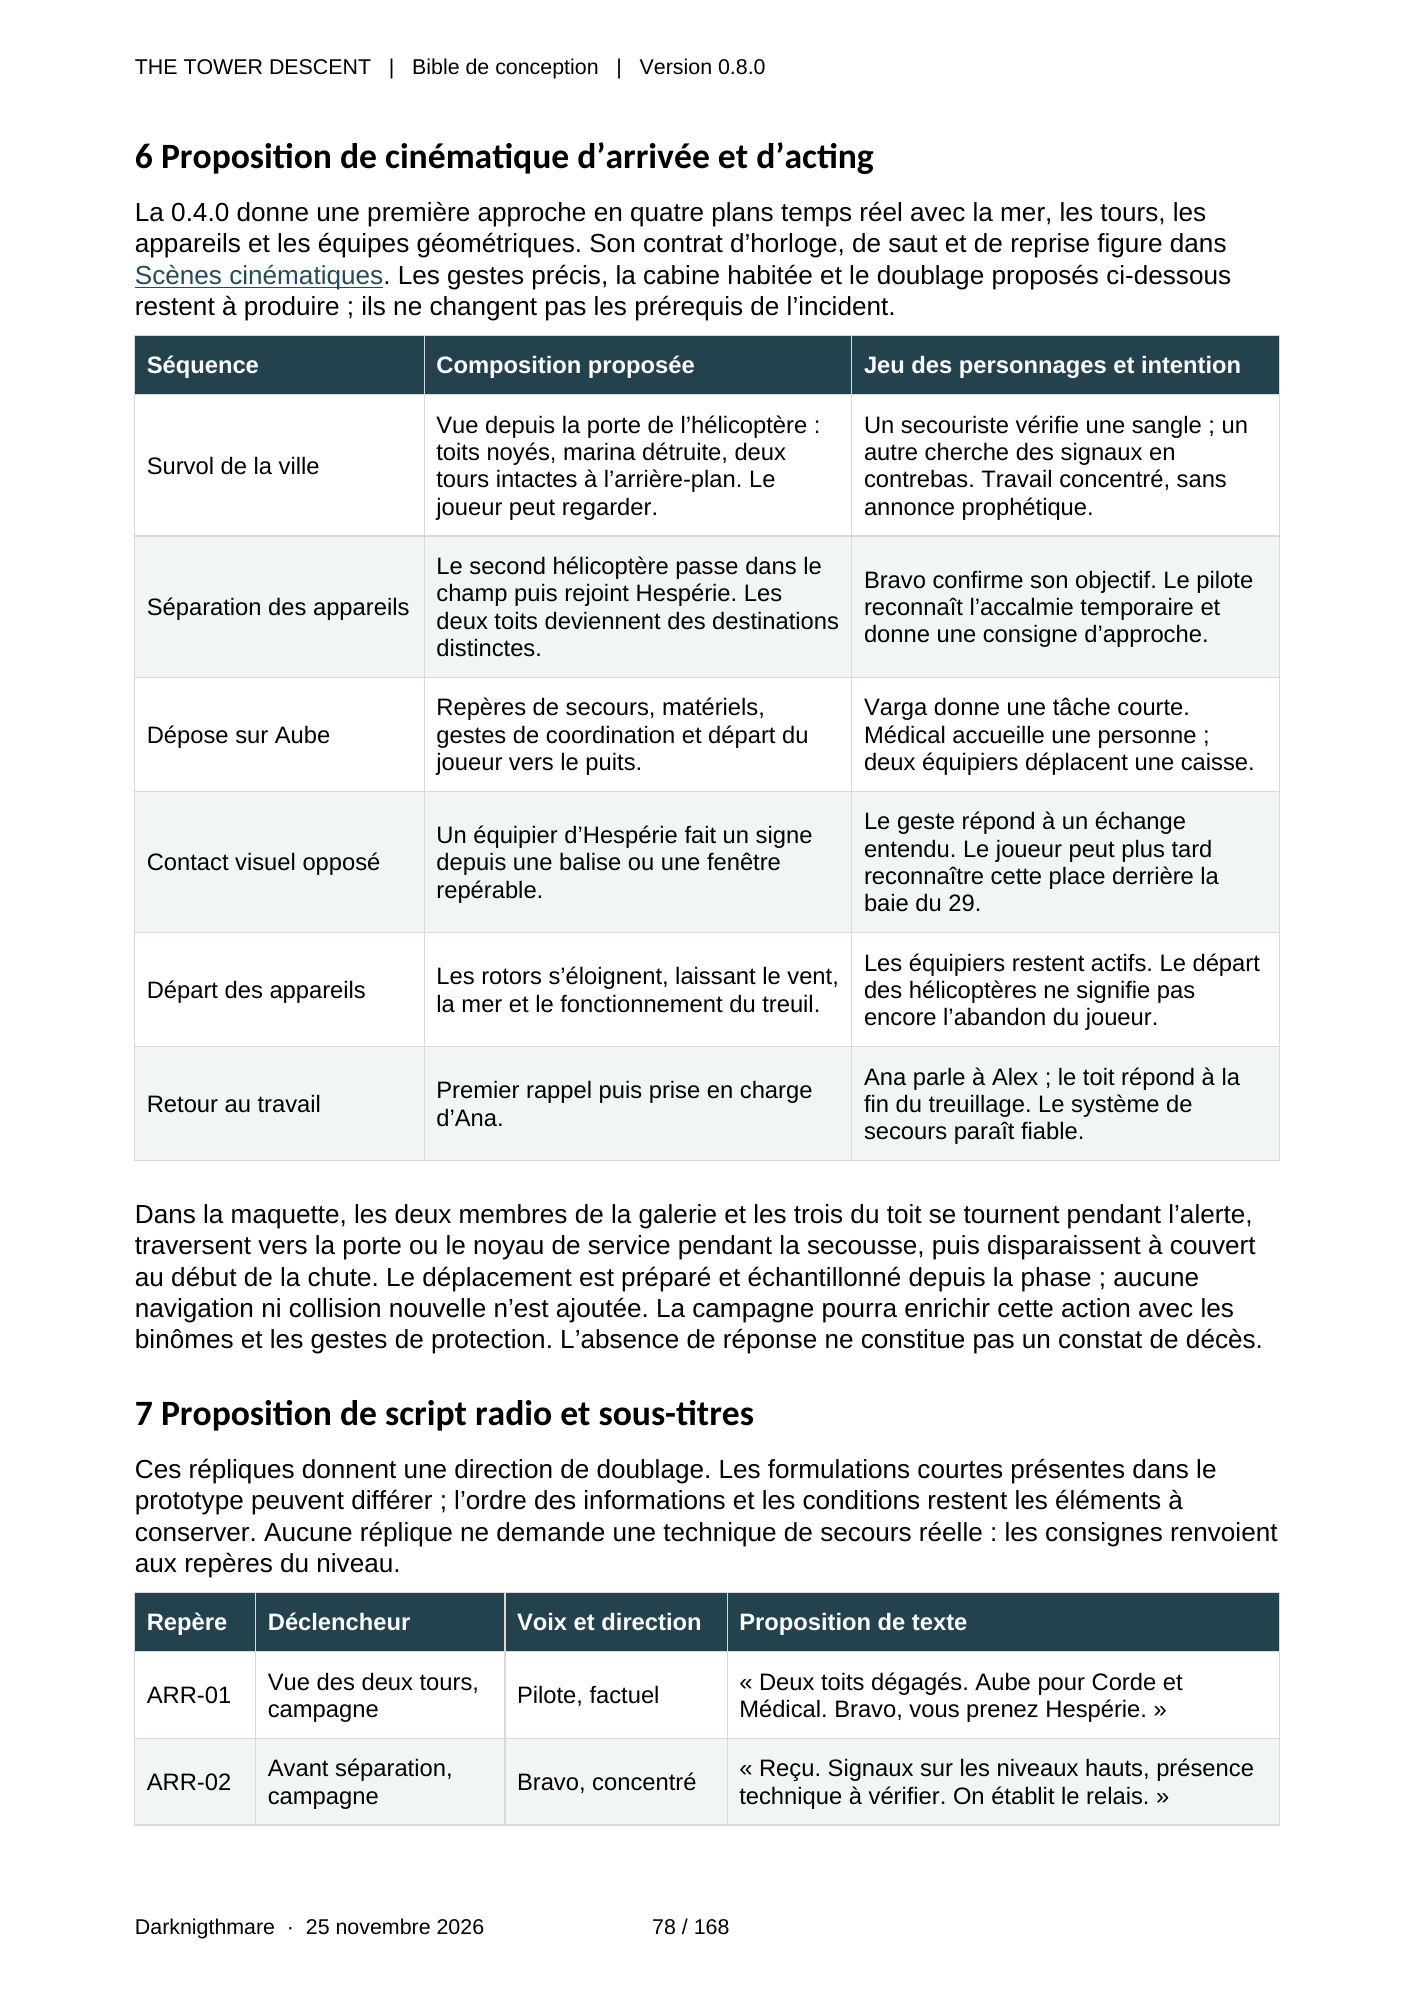 THE TOWER DESCENT | Bible de conception | Version 0.8.0
6 Proposition de cinématique d’arrivée et d’acting
La 0.4.0 donne une première approche en quatre plans temps réel avec la mer, les tours, les
appareils et les équipes géométriques. Son contrat d’horloge, de saut et de reprise figure dans
Scènes cinématiques. Les gestes précis, la cabine habitée et le doublage proposés ci-dessous
restent à produire ; ils ne changent pas les prérequis de l’incident.
Séquence
Composition proposée
Jeu des personnages et intention
Survol de la ville
Vue depuis la porte de l’hélicoptère :
toits noyés, marina détruite, deux
tours intactes à l’arrière-plan. Le
joueur peut regarder.
Un secouriste vérifie une sangle ; un
autre cherche des signaux en
contrebas. Travail concentré, sans
annonce prophétique.
Séparation des appareils
Le second hélicoptère passe dans le
champ puis rejoint Hespérie. Les
deux toits deviennent des destinations
distinctes.
Bravo confirme son objectif. Le pilote
reconnaît l’accalmie temporaire et
donne une consigne d’approche.
Dépose sur Aube
Repères de secours, matériels,
gestes de coordination et départ du
joueur vers le puits.
Varga donne une tâche courte.
Médical accueille une personne ;
deux équipiers déplacent une caisse.
Contact visuel opposé
Un équipier d’Hespérie fait un signe
depuis une balise ou une fenêtre
repérable.
Le geste répond à un échange
entendu. Le joueur peut plus tard
reconnaître cette place derrière la
baie du 29.
Départ des appareils
Les rotors s’éloignent, laissant le vent,
la mer et le fonctionnement du treuil.
Les équipiers restent actifs. Le départ
des hélicoptères ne signifie pas
encore l’abandon du joueur.
Retour au travail
Premier rappel puis prise en charge
d’Ana.
Ana parle à Alex ; le toit répond à la
fin du treuillage. Le système de
secours paraît fiable.
Dans la maquette, les deux membres de la galerie et les trois du toit se tournent pendant l’alerte,
traversent vers la porte ou le noyau de service pendant la secousse, puis disparaissent à couvert
au début de la chute. Le déplacement est préparé et échantillonné depuis la phase ; aucune
navigation ni collision nouvelle n’est ajoutée. La campagne pourra enrichir cette action avec les
binômes et les gestes de protection. L’absence de réponse ne constitue pas un constat de décès.
7 Proposition de script radio et sous-titres
Ces répliques donnent une direction de doublage. Les formulations courtes présentes dans le
prototype peuvent différer ; l’ordre des informations et les conditions restent les éléments à
conserver. Aucune réplique ne demande une technique de secours réelle : les consignes renvoient
aux repères du niveau.
Repère
Déclencheur
Voix et direction
Proposition de texte
ARR-01
Vue des deux tours,
campagne
Pilote, factuel
« Deux toits dégagés. Aube pour Corde et
Médical. Bravo, vous prenez Hespérie. »
ARR-02
Avant séparation,
campagne
Bravo, concentré
« Reçu. Signaux sur les niveaux hauts, présence
technique à vérifier. On établit le relais. »
Darknigthmare · 25 novembre 2026
78 / 168